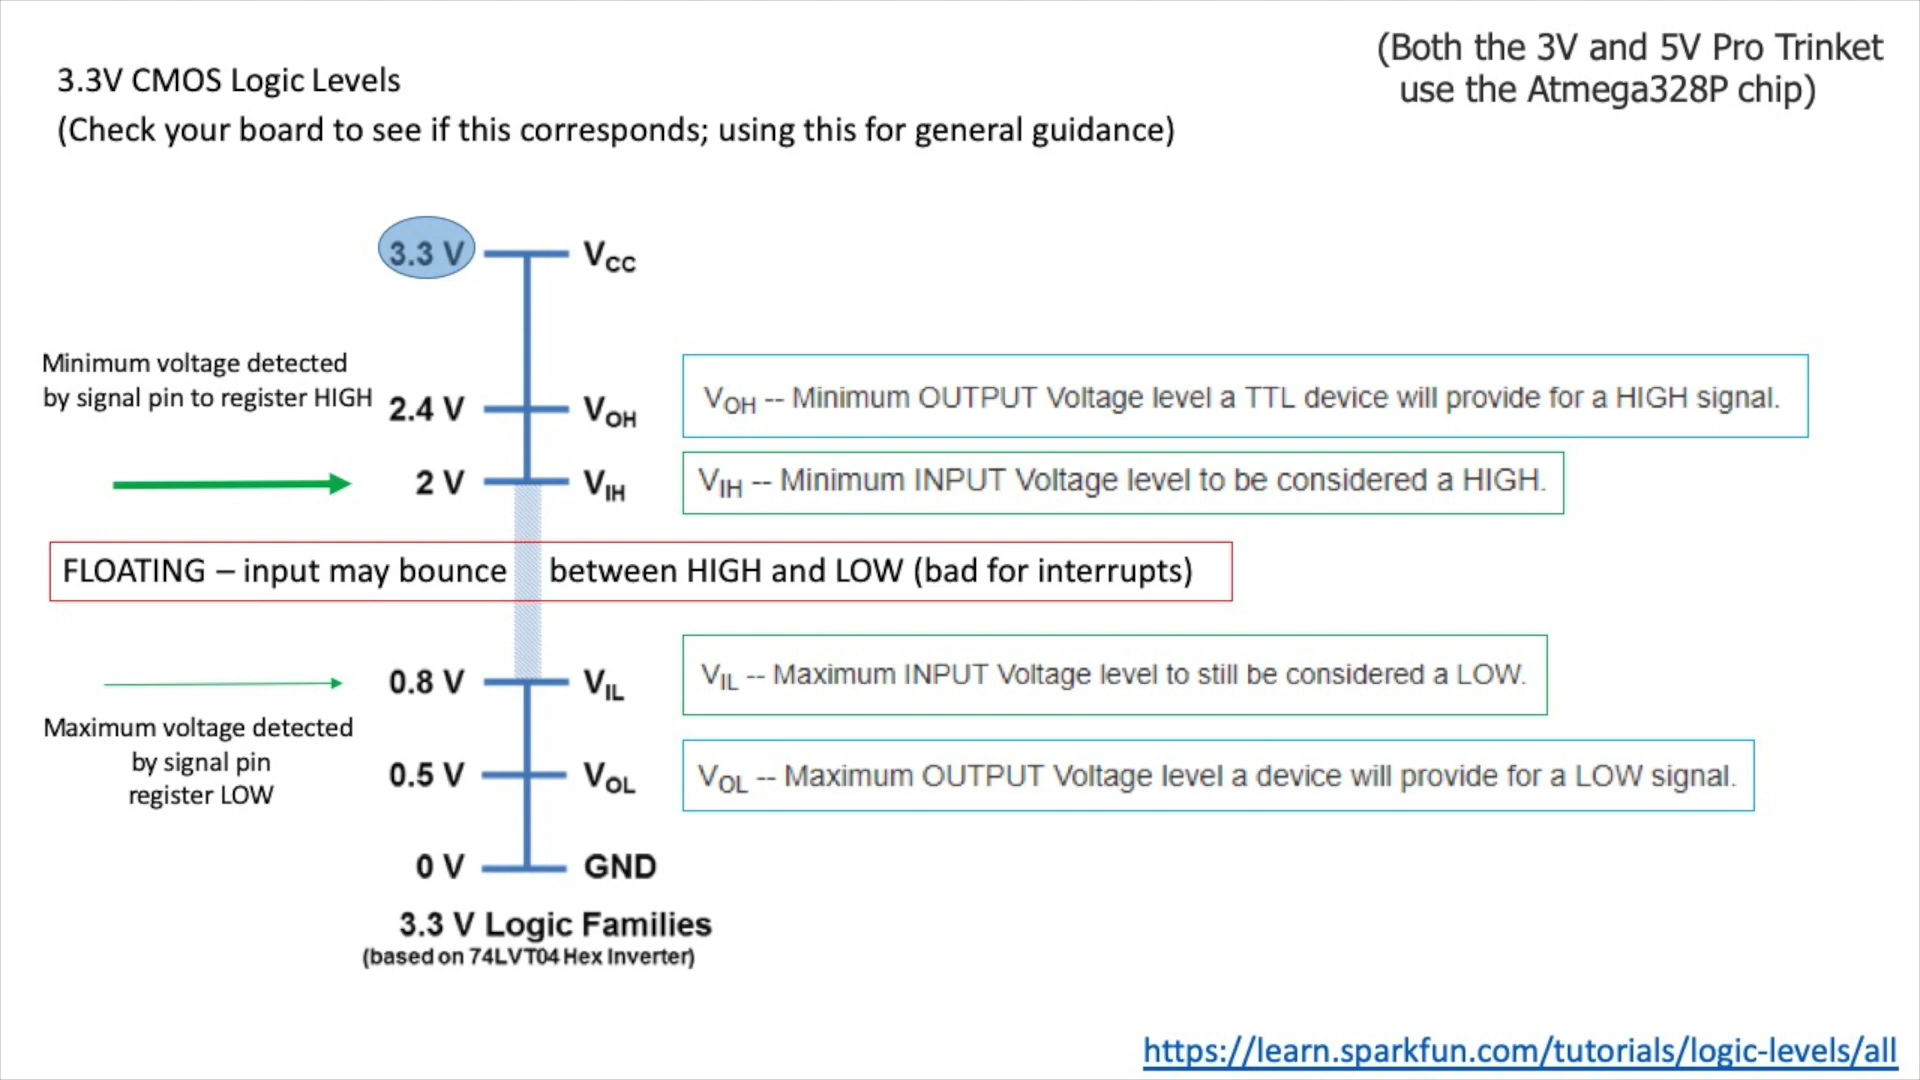 (Both the 3V and 5V Pro Trinket
use the Atmega328P chip)
3.3V CMOS Logic Levels
(Check your board to see if this corresponds; using this for general guidance)
3.3 V
VCC
Minimum voltage detected
by signal pin to register HIGH
2.4 V
VOH
VOH -- Minimum OUTPUT Voltage level a TTL device will provide for a HIGH signal.
2 V
VIH
VIH -- Minimum INPUT Voltage level to be considered a HIGH.
FLOATING – input may bounce between HIGH and LOW (bad for interrupts)
0.8 V
VIL
VIL -- Maximum INPUT Voltage level to still be considered a LOW.
Maximum voltage detected
by signal pin
register LOW
0.5 V
VOL
VOL -- Maximum OUTPUT Voltage level a device will provide for a LOW signal.
0 V
GND
3.3 V Logic Families
(based on 74LVT04 Hex Inverter)
https://learn.sparkfun.com/tutorials/logic-levels/all